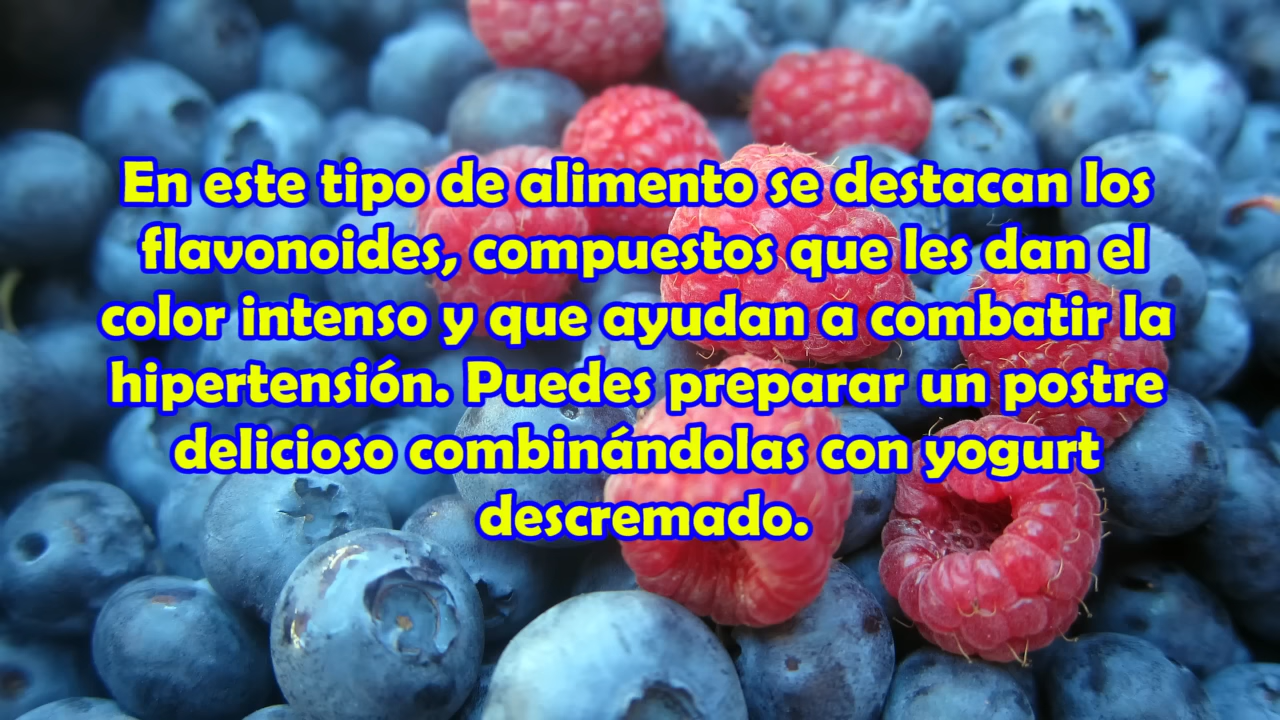 En este tipo de alimento se destacan los
flavonoides, compuestos que les dan el
color intenso y que ayudan a combatir la
hipertensión. Puedes preparar un postre
delicioso combinándolas con yogurt
descremado.